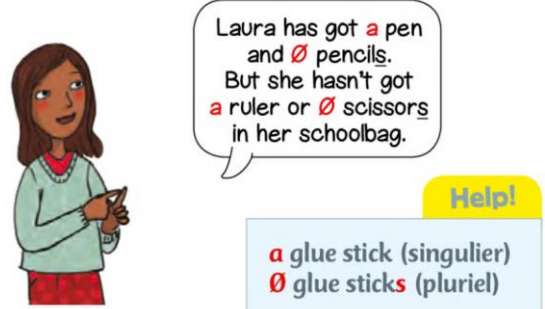 Laura has got a pen
and Ø pencils.
But she hasn't got
a ruler or Ø scissors
in her schoolbag.
Help!
a glue stick (singulier)
Ø glue sticks (pluriel)